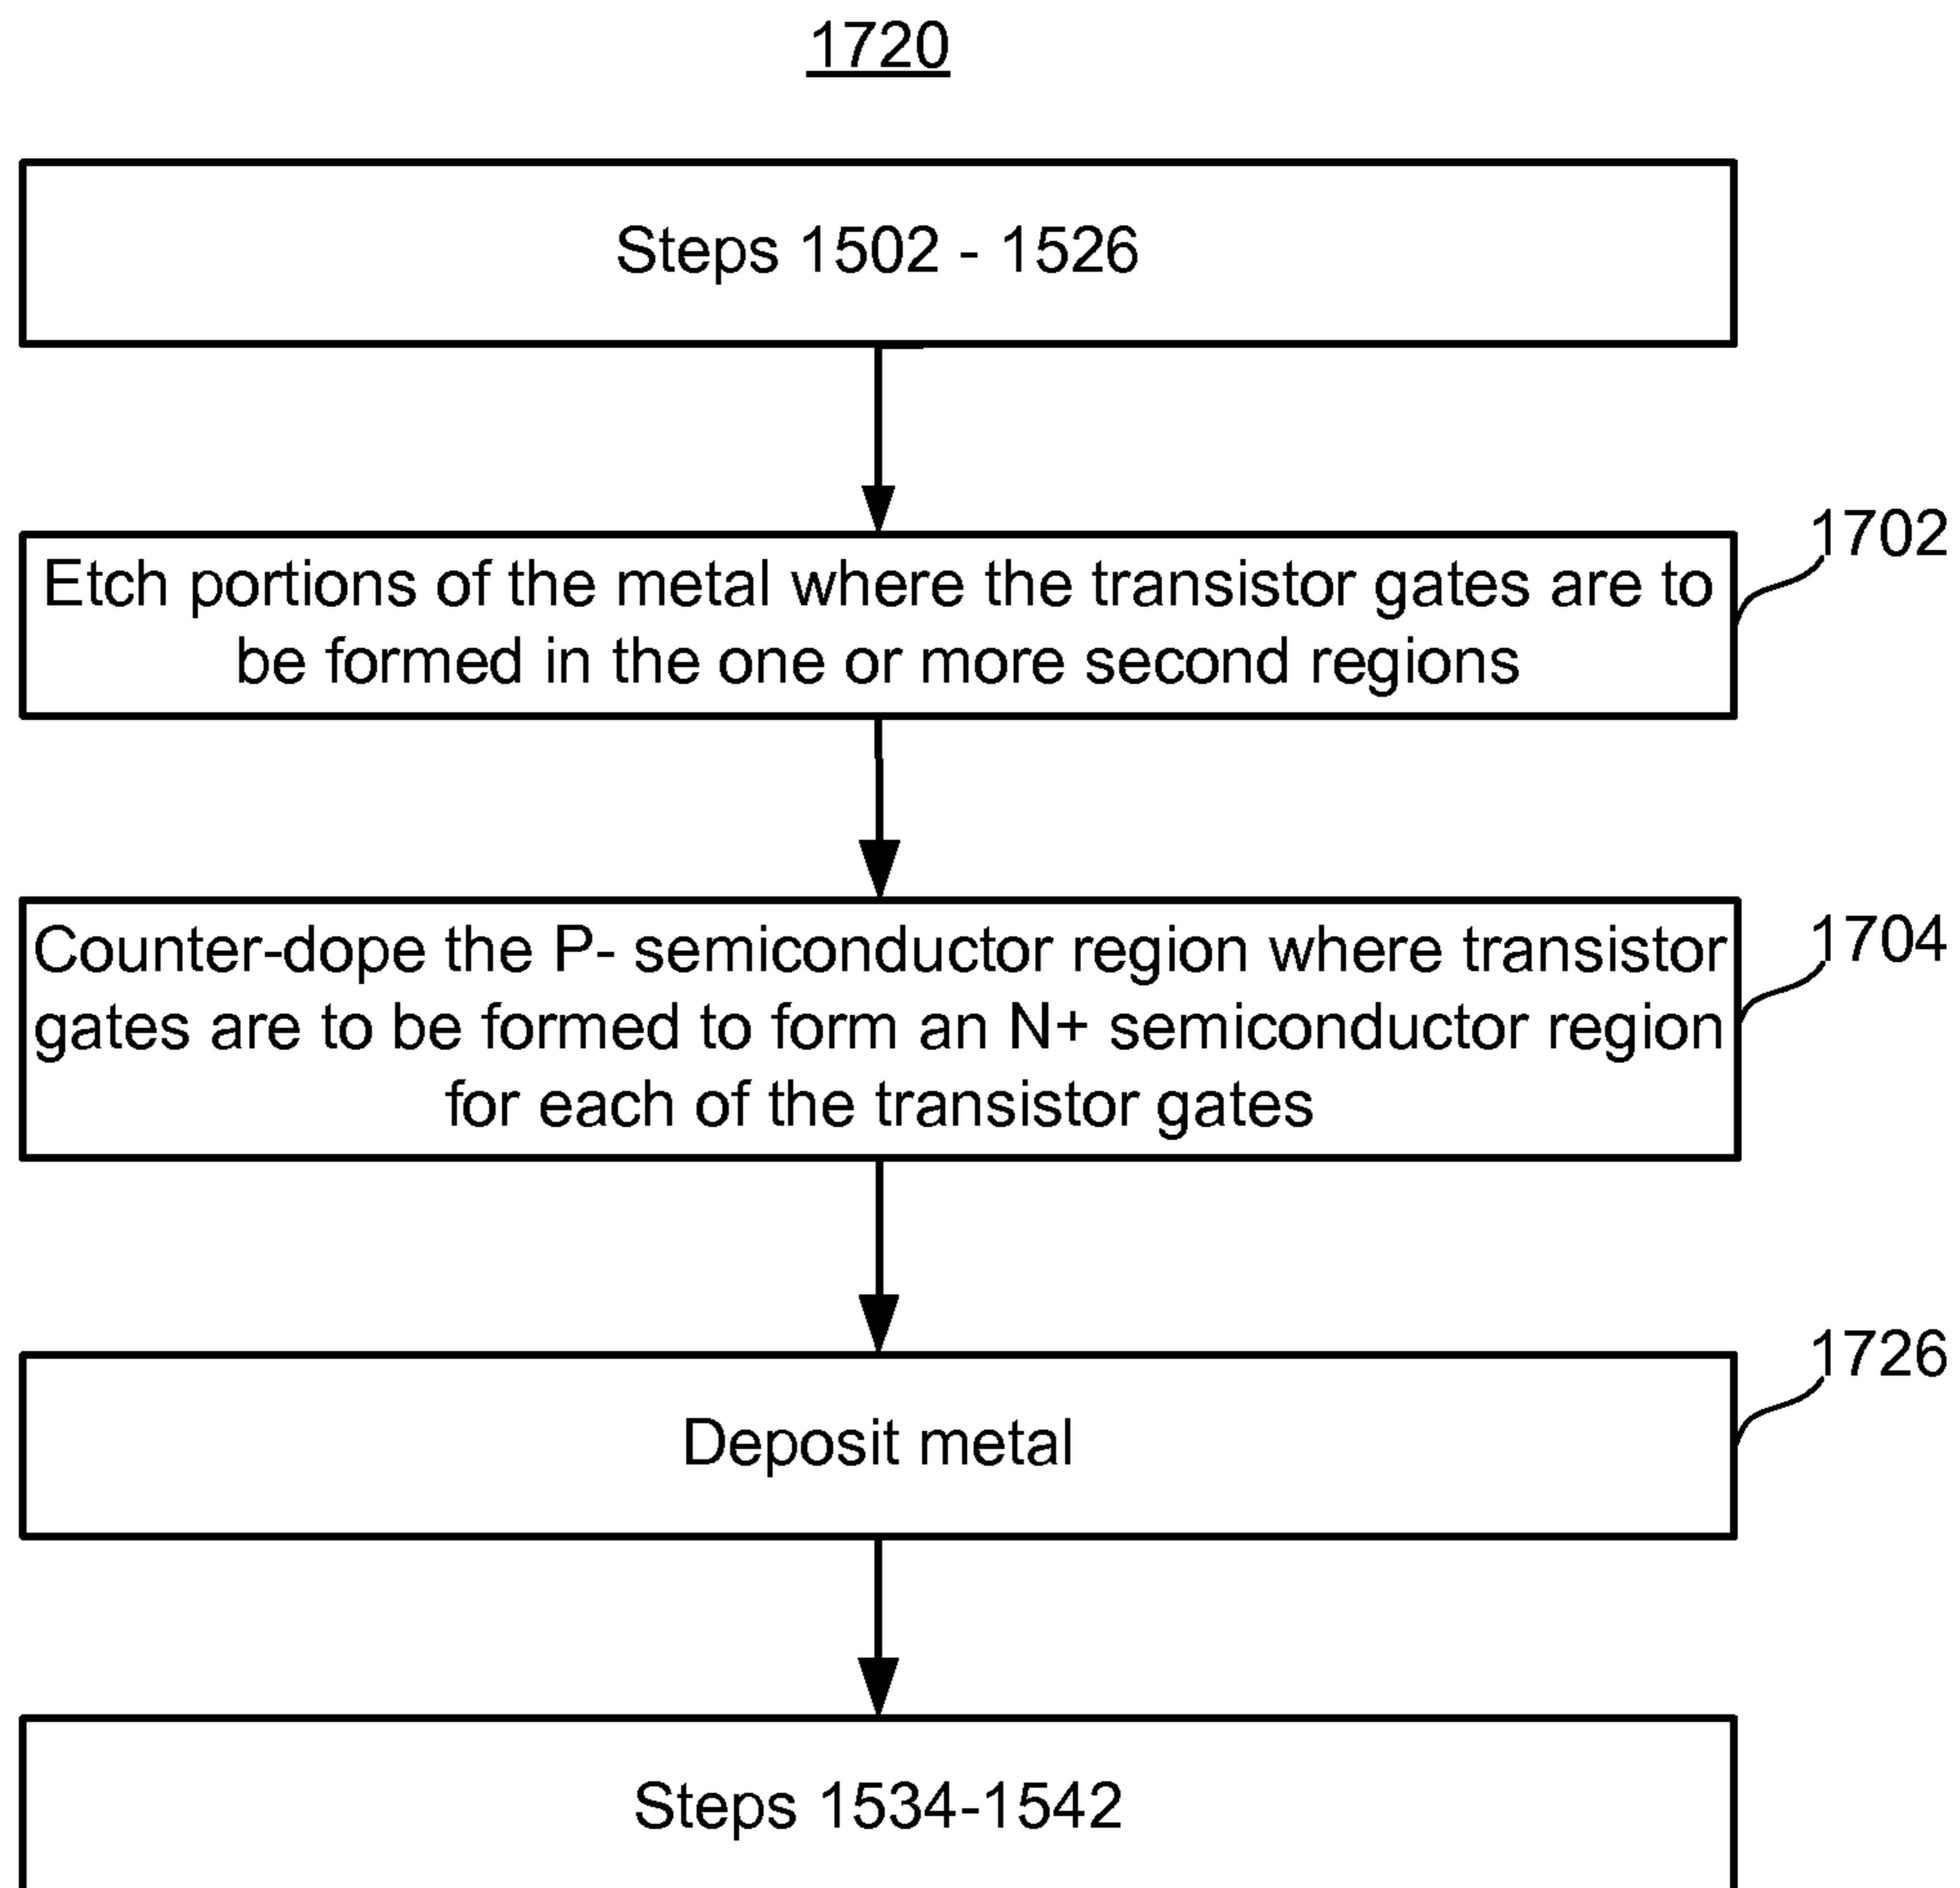 1720
Steps 1502 - 1526
1702
Etch portions of the metal where the transistor gates are to
be formed in the one or more second regions
1704
Counter-dope the P- semiconductor region where transistor
gates are to be formed to form an N+ semiconductor region
for each of the transistor gates
1726
Deposit metal
Steps 1534-1542